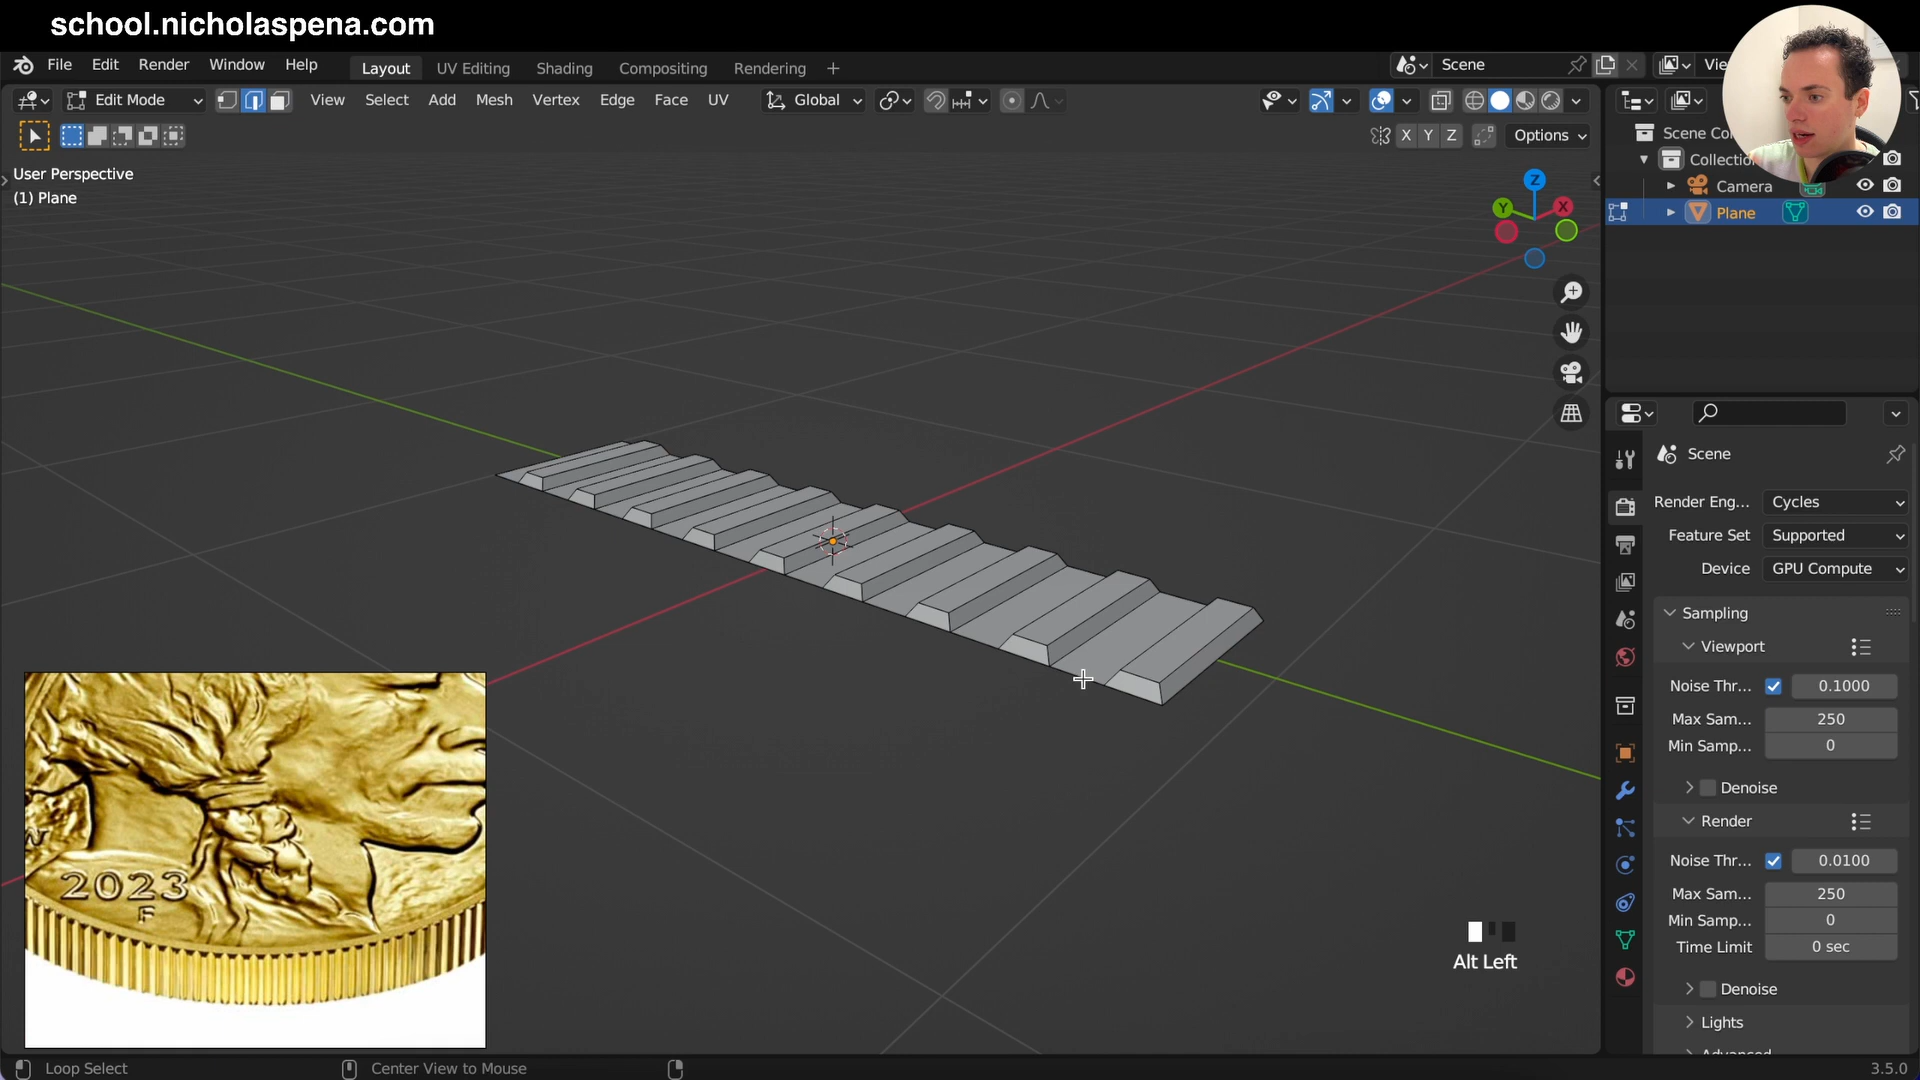 school.nicholaspena.com
File Edit Render Window Help Layout UV Editing Shading Compositing Rendering + Scene
Edit Mode View Select Add Mesh Vertex Edge Face UV Global
X Y Z Options
User Perspective
(1) Plane
Z
Y X
Camera
Plane
Scene
Render Eng... Cycles
Feature Set Supported
Device GPU Compute
Sampling
Viewport
Noise Thr... 0.1000
Max Sam... 250
Min Samp... 0
Denoise
Render
Noise Thr... 0.0100
Max Sam... 250
Min Samp... 0
Time Limit 0 sec
Denoise
Lights
2023
F
Alt Left
Loop Select Center View to Mouse 3.5.0